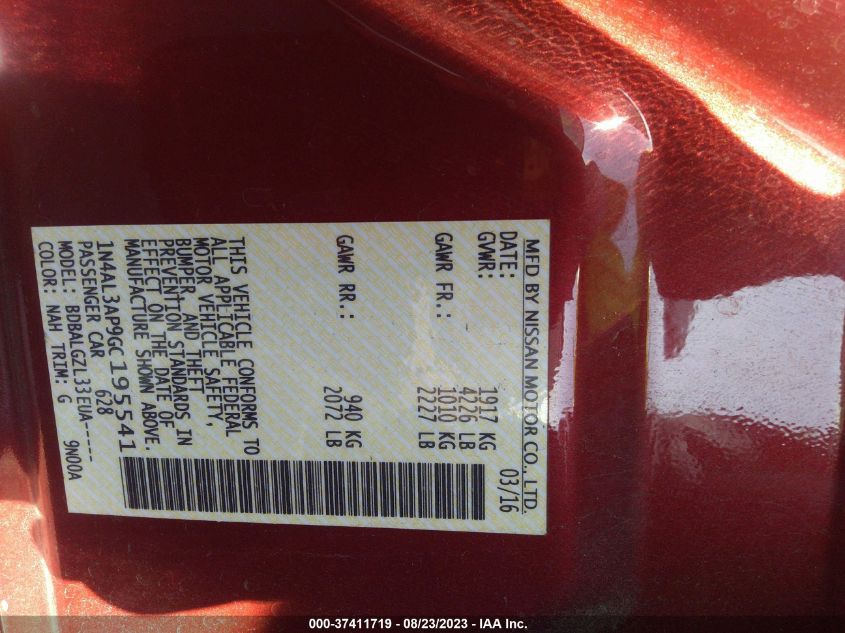 MFD BY NISSAN MOTOR CO., LTD.
DATE: 03/16
GVWR: 1917 KG
4226 LB
GAWR FR.: 1010 KG
2227 LB
GAWR RR.: 940 KG
2072 LB
THIS VEHICLE CONFORMS TO
ALL APPLICABLE FEDERAL
MOTOR VEHICLE SAFETY,
BUMPER, AND THEFT
PREVENTION STANDARDS IN
EFFECT ON THE DATE OF
MANUFACTURE SHOWN ABOVE.
1N4AL3AP9GC195541
PASSENGER CAR 628
MODEL: BDBALGZL33EUA-----
COLOR: NAH TRIM: G 9N00A
000-37411719 - 08/23/2023 - IAA Inc.